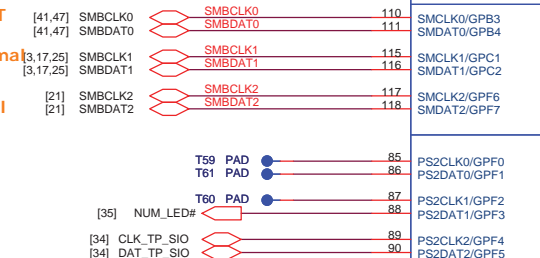 T [41,47] SMBCLK0 SMBCLK0 110 SMCLK0/GPB3
[41,47] SMBDAT0 SMBDAT0 111 SMDAT0/GPB4
mal [3,17,25] SMBCLK1 SMBCLK1 115 SMCLK1/GPC1
[3,17,25] SMBDAT1 SMBDAT1 116 SMDAT1/GPC2
[21] SMBCLK2 SMBCLK2 117 SMCLK2/GPF6
I [21] SMBDAT2 SMBDAT2 118 SMDAT2/GPF7
T59 PAD 85 PS2CLK0/GPF0
T61 PAD 86 PS2DAT0/GPF1
T60 PAD 87 PS2CLK1/GPF2
[35] NUM_LED# 88 PS2DAT1/GPF3
[34] CLK_TP_SIO 89 PS2CLK2/GPF4
[34] DAT_TP_SIO 90 PS2DAT2/GPF5